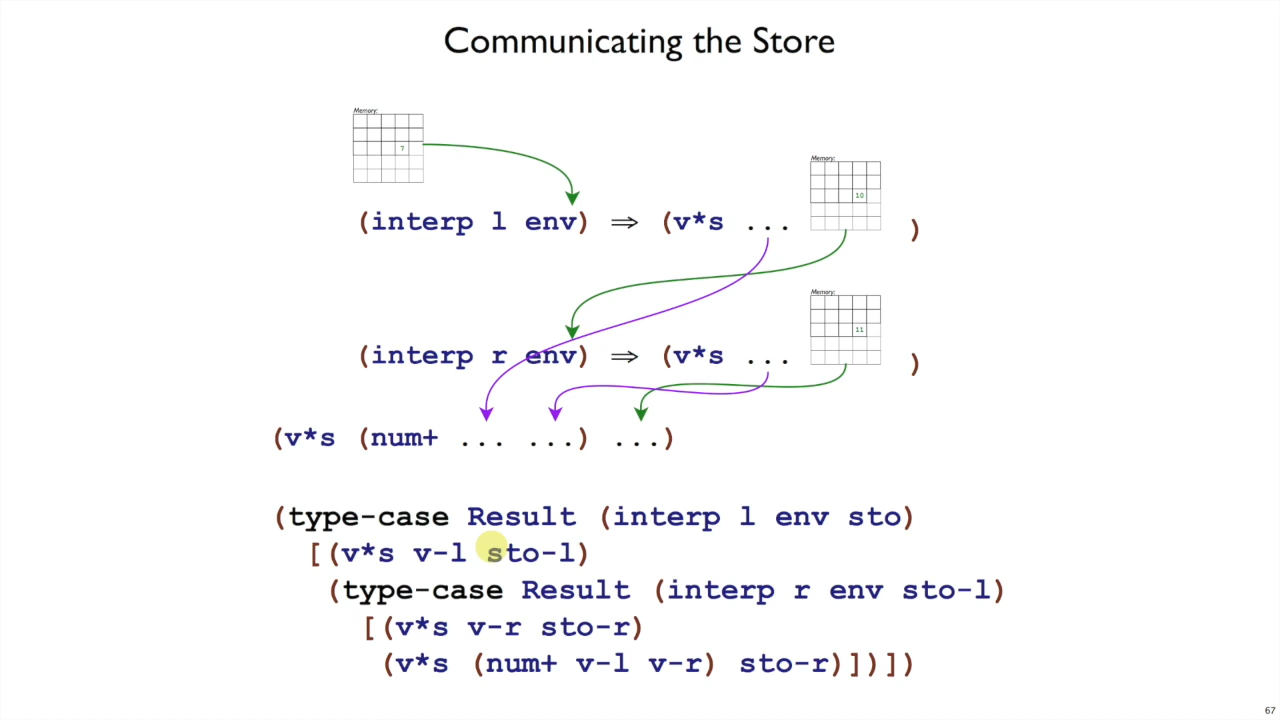 Communicating the Store
Memory:
7
Memory:
10
(interp l env) ⇒ (v*s ... )
Memory:
11
(interp r env) ⇒ (v*s ... )
(v*s (num+ ... ...) ...)
(type-case Result (interp l env sto)
[(v*s v-l sto-l)
(type-case Result (interp r env sto-l)
[(v*s v-r sto-r)
(v*s (num+ v-l v-r) sto-r)])])
67